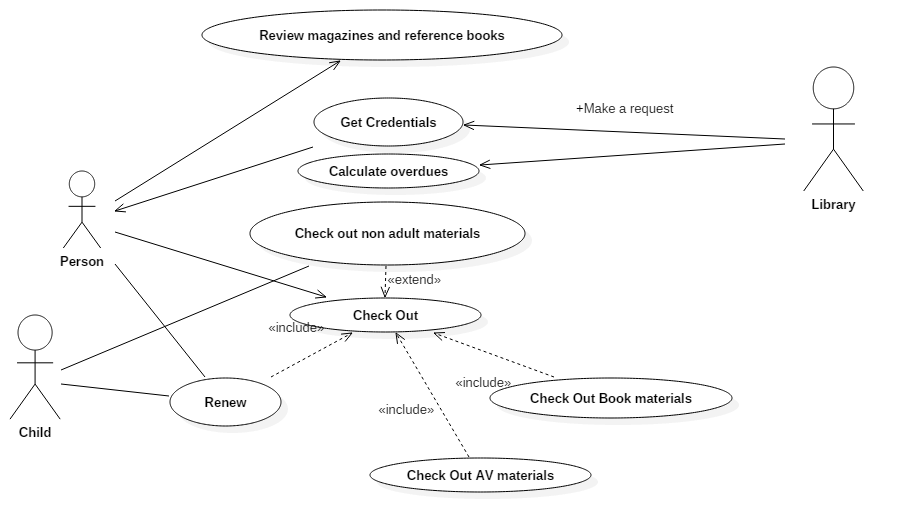 Review magazines and reference books
+Make a request
Get Credentials
Calculate overdues
Library
Check out non adult materials
Person
«extend»
Check Out
«include»
«include»
Check Out Book materials
Renew
«include»
Child
Check Out AV materials